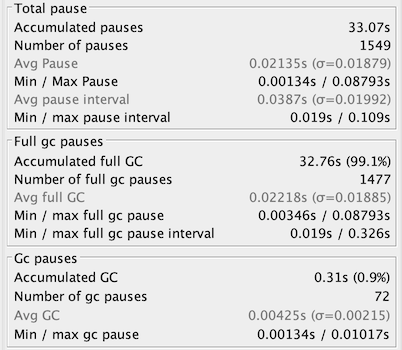 Total pause
Accumulated pauses 33.07s
Number of pauses 1549
Avg Pause 0.02135s (σ=0.01879)
Min / Max Pause 0.00134s / 0.08793s
Avg pause interval 0.0387s (σ=0.01992)
Min / max pause interval 0.019s / 0.109s
Full gc pauses
Accumulated full GC 32.76s (99.1%)
Number of full gc pauses 1477
Avg full GC 0.02218s (σ=0.01885)
Min / max full gc pause 0.00346s / 0.08793s
Min / max full gc pause interval 0.019s / 0.326s
Gc pauses
Accumulated GC 0.31s (0.9%)
Number of gc pauses 72
Avg GC 0.00425s (σ=0.00215)
Min / max gc pause 0.00134s / 0.01017s